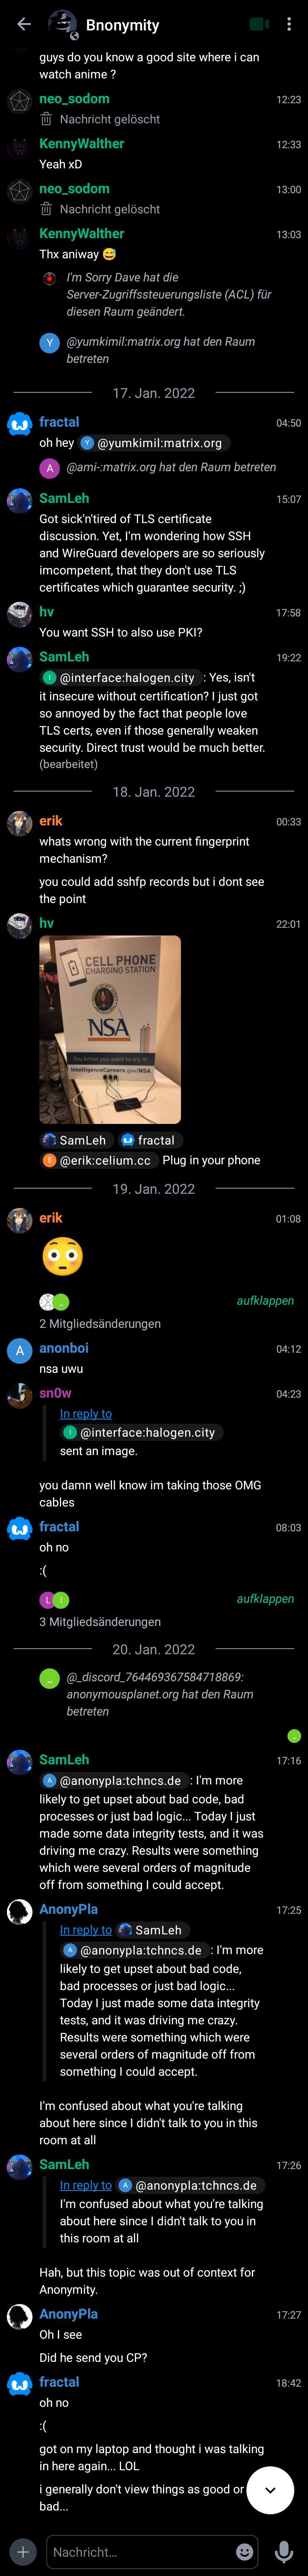 Bnonymity
guys do you know a good site where i can
watch anime ?
neo_sodom 12:23
Nachricht gelöscht
KennyWalther 12:33
Yeah xD
neo_sodom 13:00
Nachricht gelöscht
KennyWalther 13:03
Thx aniway 😅
I'm Sorry Dave hat die
Server-Zugriffssteuerungsliste (ACL) für
diesen Raum geändert.
Y @yumkimil:matrix.org hat den Raum
betreten
17. Jan. 2022
fractal 04:50
oh hey Y @yumkimil:matrix.org
A @ami-:matrix.org hat den Raum betreten
SamLeh 15:07
Got sick'n'tired of TLS certificate
discussion. Yet, I'm wondering how SSH
and WireGuard developers are so seriously
imcompetent, that they don't use TLS
certificates which guarantee security. ;)
hv 17:58
You want SSH to also use PKI?
SamLeh 19:22
I @interface:halogen.city : Yes, isn't
it insecure without certification? I just got
so annoyed by the fact that people love
TLS certs, even if those generally weaken
security. Direct trust would be much better.
(bearbeitet)
18. Jan. 2022
erik 00:33
whats wrong with the current fingerprint
mechanism?
you could add sshfp records but i dont see
the point
hv 22:01
CELL PHONE
CHARGING STATION
NSA
You know you want to try it!
IntelligenceCareers.gov/NSA
SamLeh fractal
E @erik:celium.cc Plug in your phone
19. Jan. 2022
erik 01:08
😳
_ aufklappen
2 Mitgliedsänderungen
A anonboi 04:12
nsa uwu
sn0w 04:23
In reply to
I @interface:halogen.city
sent an image.
you damn well know im taking those OMG
cables
fractal 08:03
oh no
:(
L I aufklappen
3 Mitgliedsänderungen
20. Jan. 2022
_ @_discord_764469367584718869:
anonymousplanet.org hat den Raum
betreten
_
SamLeh 17:16
A @anonypla:tchncs.de : I'm more
likely to get upset about bad code, bad
processes or just bad logic... Today I just
made some data integrity tests, and it was
driving me crazy. Results were something
which were several orders of magnitude
off from something I could accept.
AnonyPla 17:25
In reply to SamLeh
A @anonypla:tchncs.de : I'm more
likely to get upset about bad code,
bad processes or just bad logic...
Today I just made some data integrity
tests, and it was driving me crazy.
Results were something which were
several orders of magnitude off from
something I could accept.
I'm confused about what you're talking
about here since I didn't talk to you in this
room at all
SamLeh 17:26
In reply to A @anonypla:tchncs.de
I'm confused about what you're talking
about here since I didn't talk to you in
this room at all
Hah, but this topic was out of context for
Anonymity.
AnonyPla 17:27
Oh I see
Did he send you CP?
fractal 18:42
oh no
:(
got on my laptop and thought i was talking
in here again... LOL
i generally don't view things as good or
bad...
Nachricht…